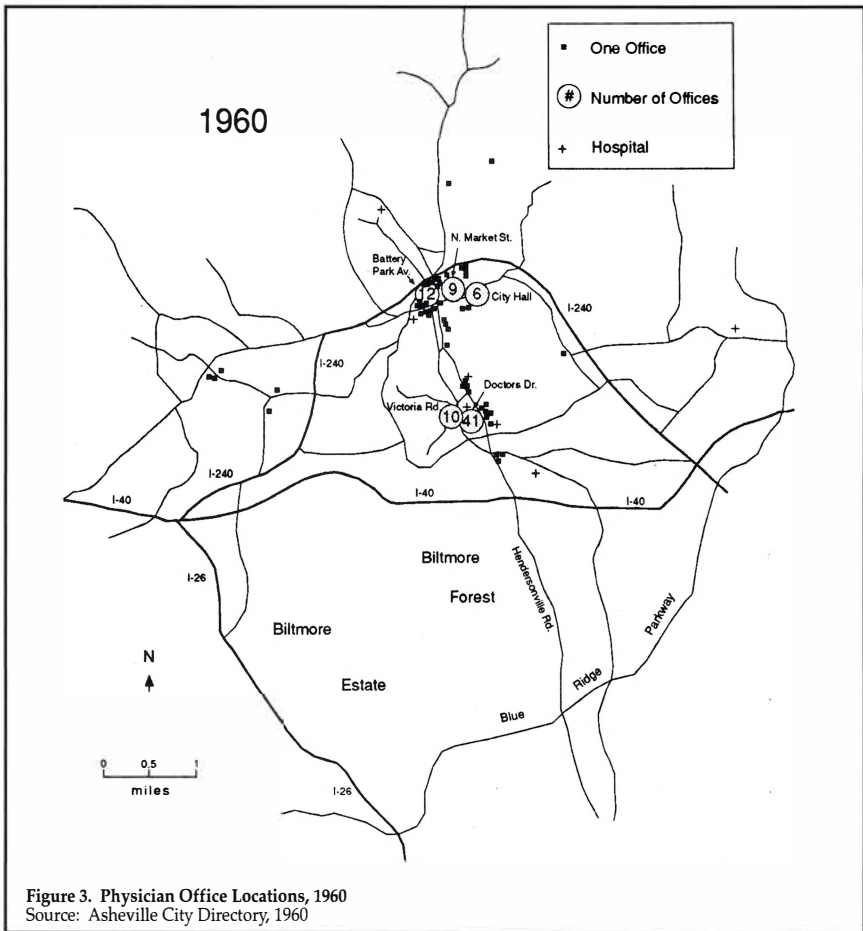 1960
One Office
# Number of Offices
+ Hospital
N. Market St.
Battery
Park Av.
12
9
6
City Hall
I-240
I-240
Doctors Dr.
Victoria Rd.
10
41
I-240
I-40
I-40
I-40
I-26
Biltmore
Forest
Hendersonville Rd.
Biltmore
Estate
Parkway
Ridge
Blue
N
0 0.5 1
miles
I-26
Figure 3. Physician Office Locations, 1960
Source: Asheville City Directory, 1960